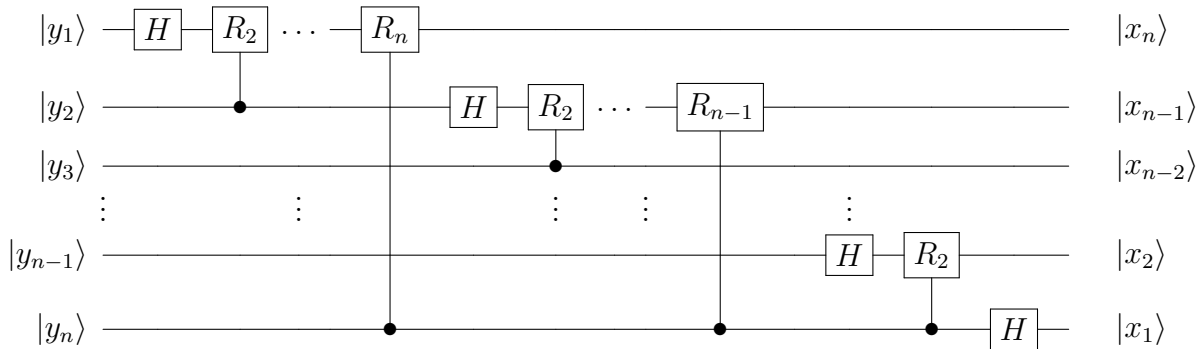 |y₁⟩ H R₂ ⋯ Rₙ |xₙ⟩
|y₂⟩ H R₂ ⋯ Rₙ₋₁ |xₙ₋₁⟩
|y₃⟩ |xₙ₋₂⟩
⋮ ⋮ ⋮ ⋮ ⋮
|yₙ₋₁⟩ H R₂ |x₂⟩
|yₙ⟩ H |x₁⟩